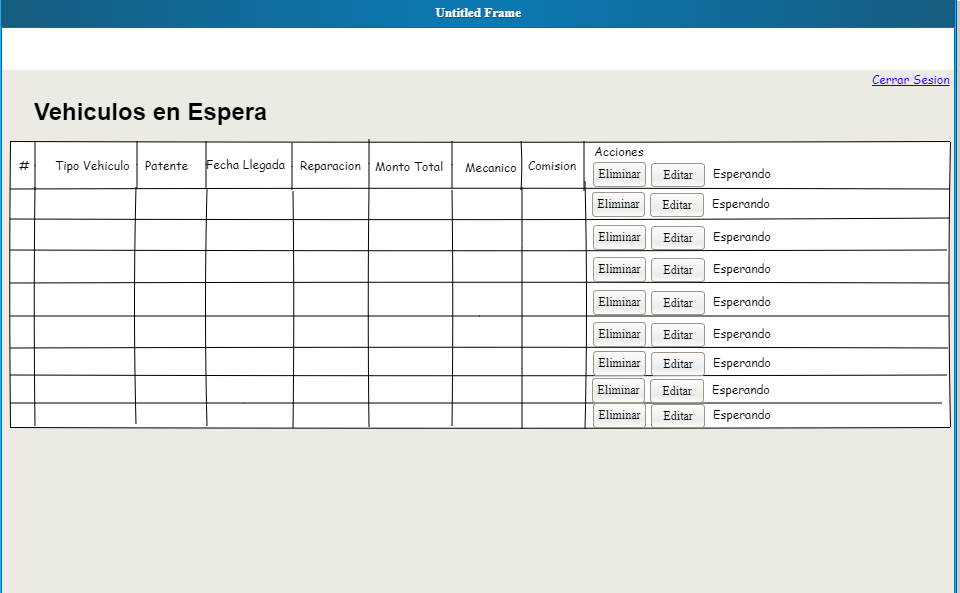 Untitled Frame
Cerrar Sesion
Vehiculos en Espera
# Tipo Vehiculo Patente Fecha Llegada Reparacion Monto Total Mecanico Comision Acciones
Eliminar Editar Esperando
Eliminar Editar Esperando
Eliminar Editar Esperando
Eliminar Editar Esperando
Eliminar Editar Esperando
Eliminar Editar Esperando
Eliminar Editar Esperando
Eliminar Editar Esperando
Eliminar Editar Esperando